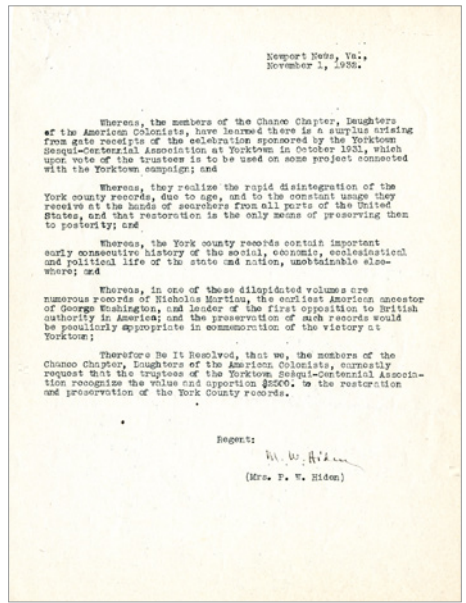 Newport News, Va.,
November 1, 1932.
Whereas, the members of the Chanco Chapter, Daughters
of the American Colonists, have learned there is a surplus arising
from gate receipts of the celebration sponsored by the Yorktown
Sesqui-Centennial Association at Yorktown in October 1931, which
upon vote of the trustees is to be used on some project connected
with the Yorktown campaign; and
Whereas, they realize the rapid disintegration of the
York county records, due to age, and to the constant usage they
receive at the hands of searchers from all parts of the United
States, and that restoration is the only means of preserving them
to posterity; and
Whereas, the York county records contain important
early consecutive history of the social, economic, ecclesiastical
and political life of the state and nation, unobtainable else-
where; and
Whereas, in one of these dilapidated volumes are
numerous records of Nicholas Martiau, the earliest American ancestor
of George Washington, and leader of the first opposition to British
authority in America; and the preservation of such records would
be peculiarly appropriate in commemoration of the victory at
Yorktown;
Therefore Be It Resolved, that we, the members of the
Chanco Chapter, Daughters of the American Colonists, earnestly
request that the trustees of the Yorktown Sesqui-Centennial Associa-
tion recognize the value and apportion $2500. to the restoration
and preservation of the York County records.
Regent:
M. W. Hiden
(Mrs. P. W. Hiden)